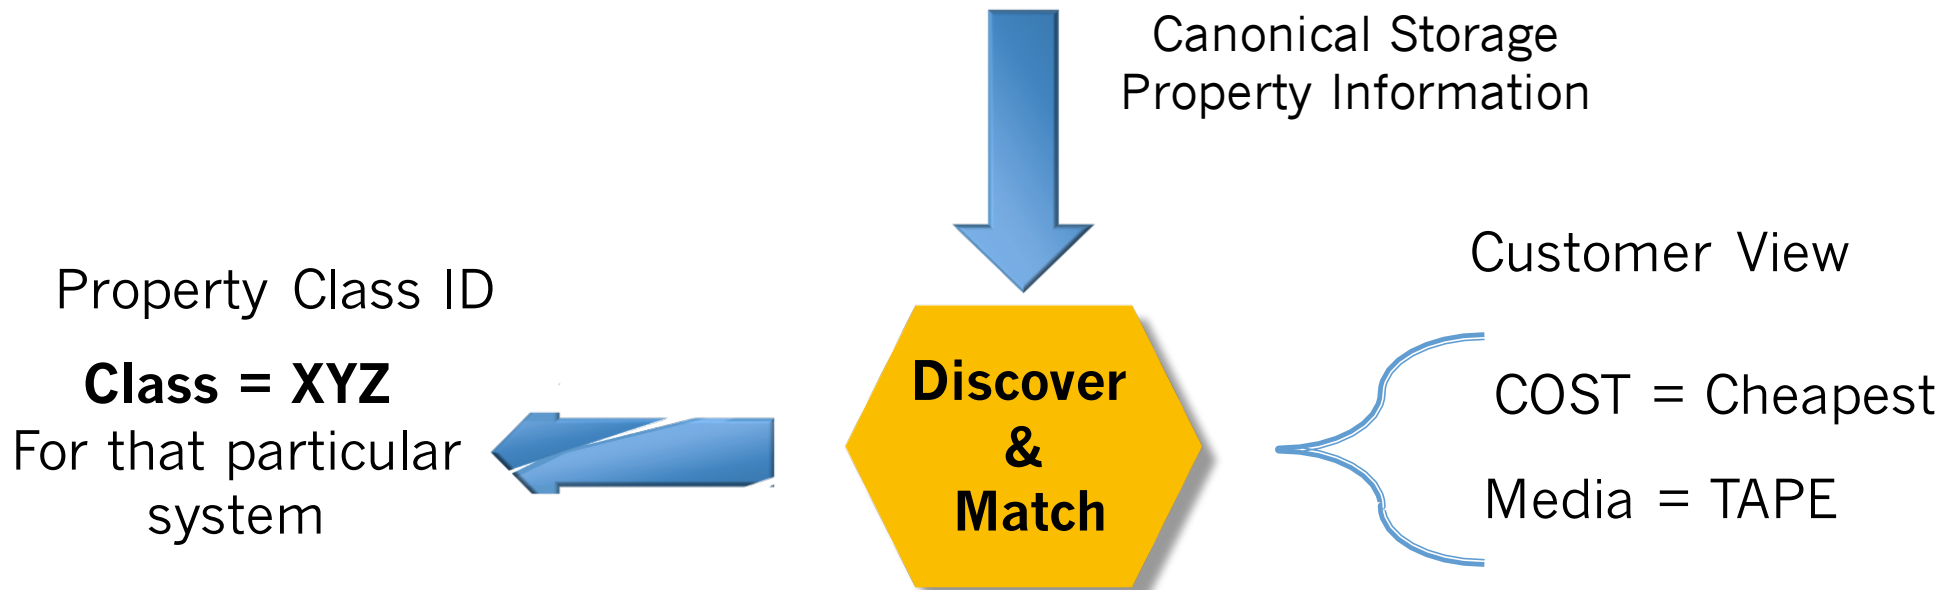 Canonical Storage
Property Information
Property Class ID
Class = XYZ
For that particular
system
Discover
&
Match
Customer View
COST = Cheapest
Media = TAPE